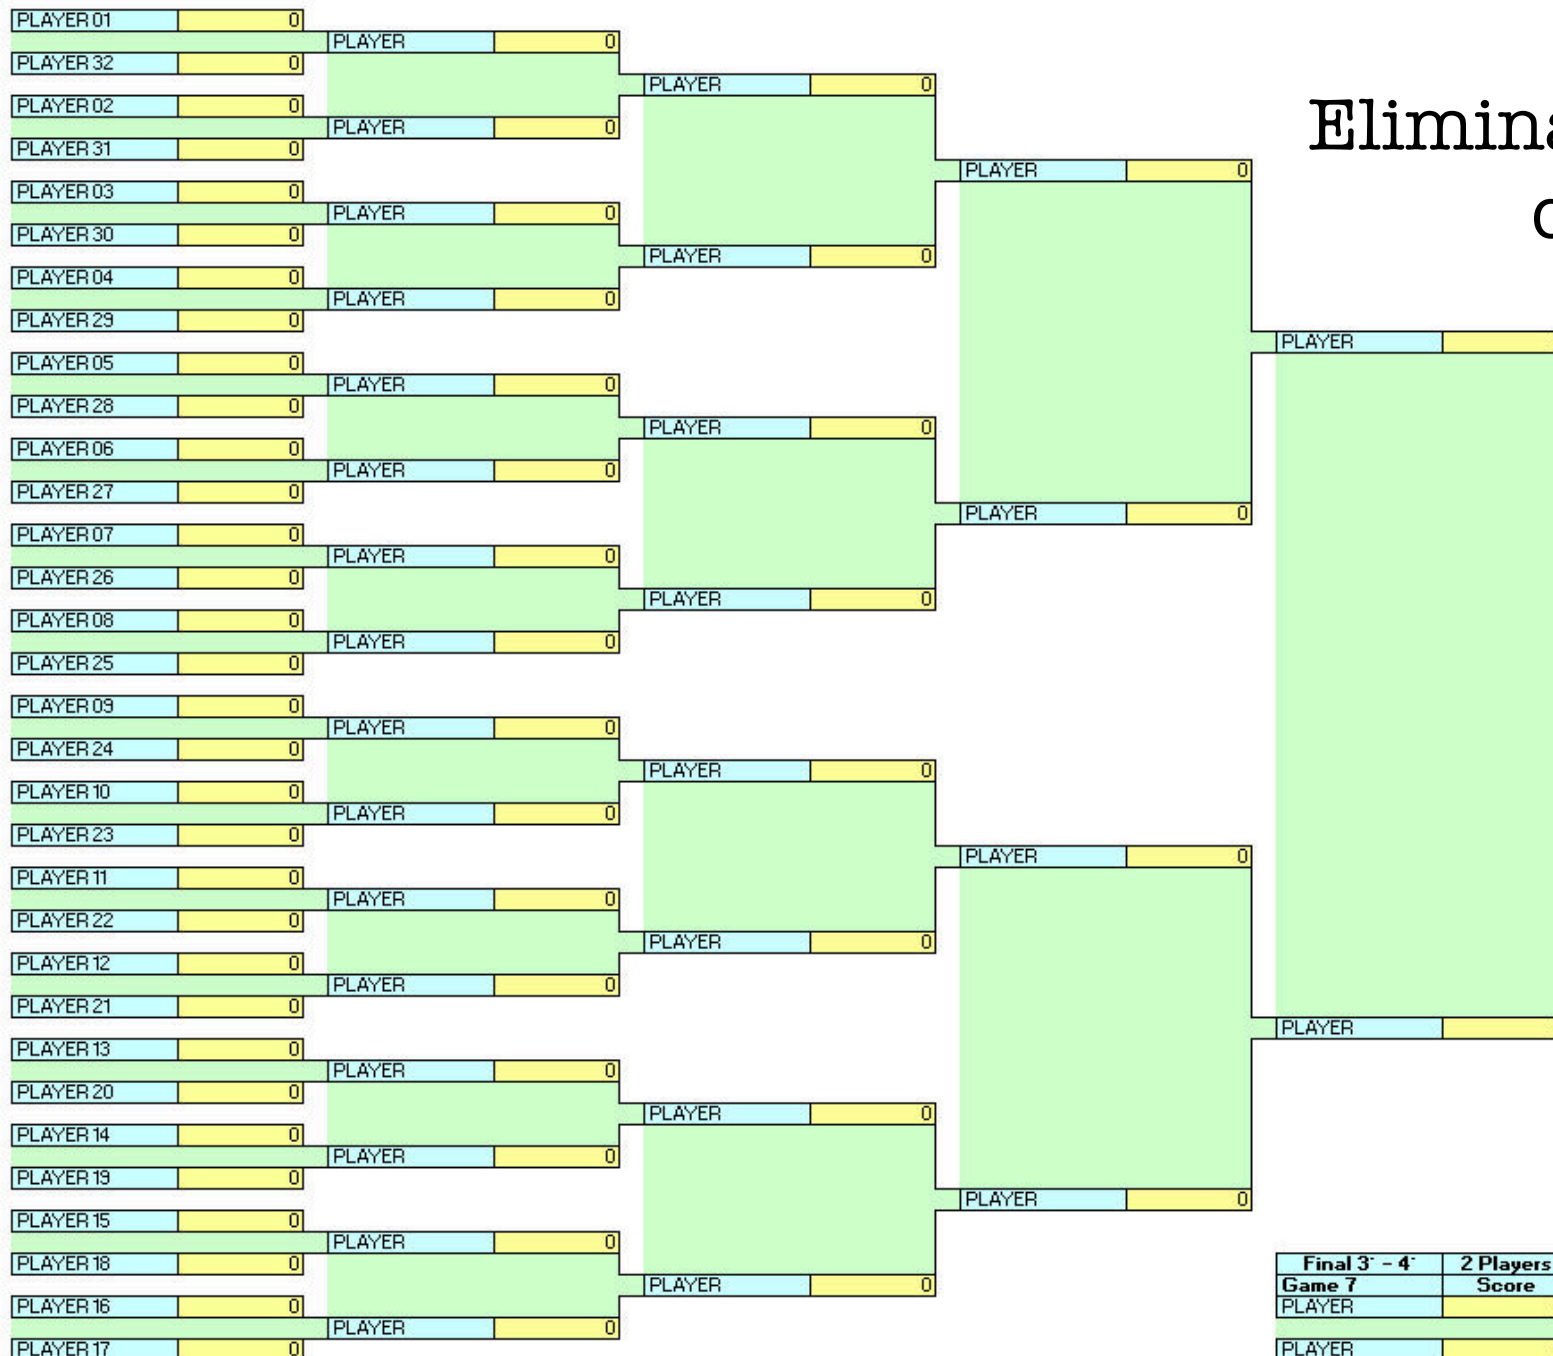 PLAYER 01 0
PLAYER 0
PLAYER 32 0
PLAYER 0
PLAYER 02 0
PLAYER 0
PLAYER 31 0
PLAYER 0
PLAYER 03 0
PLAYER 0
PLAYER 30 0
PLAYER 0
PLAYER 04 0
PLAYER 0
PLAYER 29 0
PLAYER
PLAYER 05 0
PLAYER 0
PLAYER 28 0
PLAYER 0
PLAYER 06 0
PLAYER 0
PLAYER 27 0
PLAYER 0
PLAYER 07 0
PLAYER 0
PLAYER 26 0
PLAYER 0
PLAYER 08 0
PLAYER 0
PLAYER 25 0
PLAYER 09 0
PLAYER 0
PLAYER 24 0
PLAYER 0
PLAYER 10 0
PLAYER 0
PLAYER 23 0
PLAYER 0
PLAYER 11 0
PLAYER 0
PLAYER 22 0
PLAYER 0
PLAYER 12 0
PLAYER 0
PLAYER 21 0
PLAYER
PLAYER 13 0
PLAYER 0
PLAYER 20 0
PLAYER 0
PLAYER 14 0
PLAYER 0
PLAYER 19 0
PLAYER 0
PLAYER 15 0
PLAYER 0
PLAYER 18 0
PLAYER 0
PLAYER 16 0
PLAYER 0
PLAYER 17 0
Final 3° - 4° 2 Players
Game 7 Score
PLAYER
PLAYER